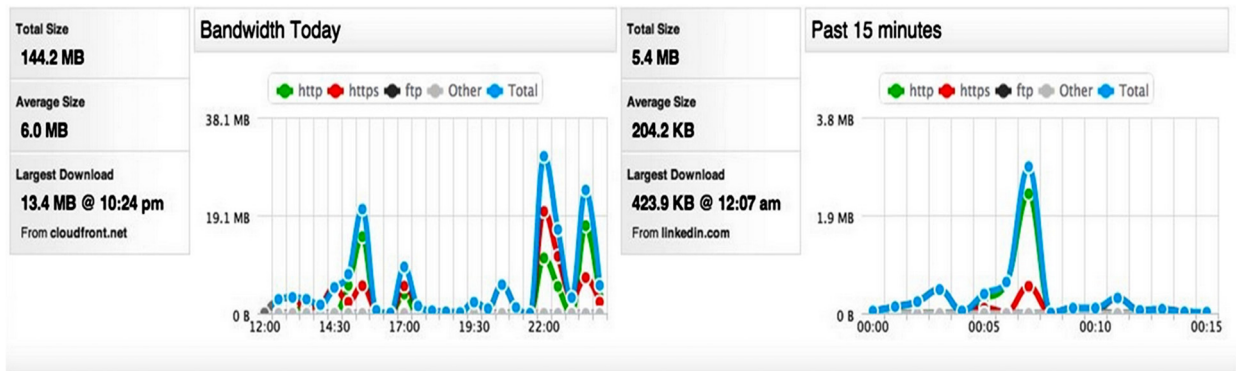 Total Size
144.2 MB
Average Size
6.0 MB
Largest Download
13.4 MB @ 10:24 pm
From cloudfront.net
Bandwidth Today
http https ftp Other Total
38.1 MB
19.1 MB
0 B
12:00 14:30 17:00 19:30 22:00
Total Size
5.4 MB
Average Size
204.2 KB
Largest Download
423.9 KB @ 12:07 am
From linkedin.com
Past 15 minutes
http https ftp Other Total
3.8 MB
1.9 MB
0 B
00:00 00:05 00:10 00:15